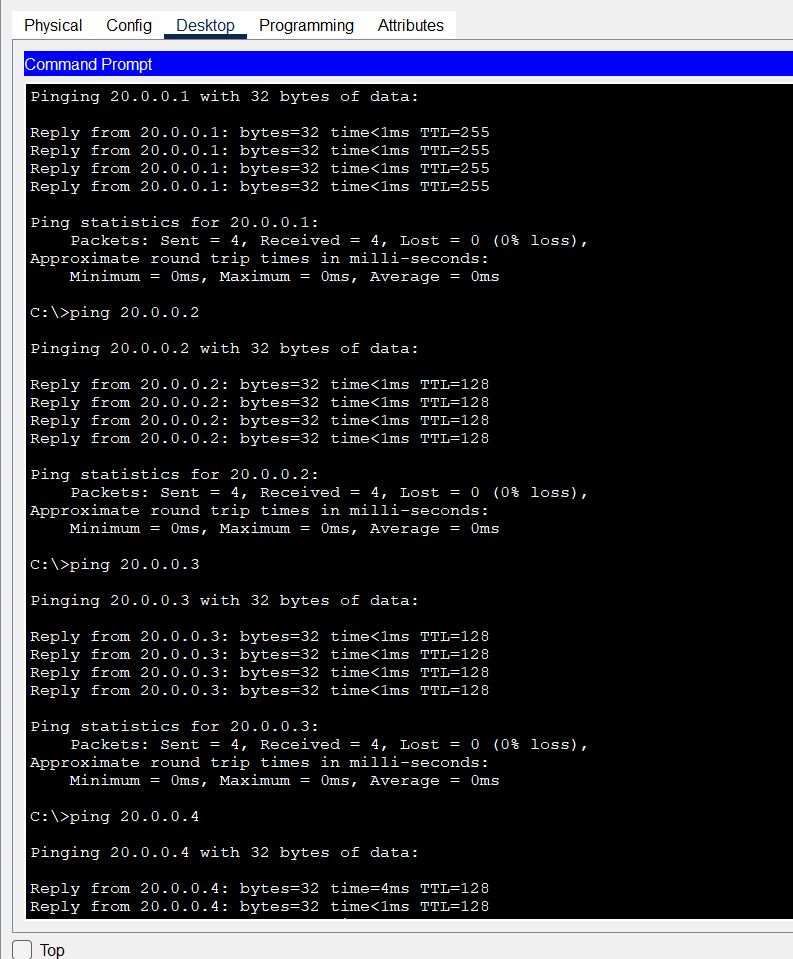 Physical Config Desktop Programming Attributes
Command Prompt
Pinging 20.0.0.1 with 32 bytes of data:
Reply from 20.0.0.1: bytes=32 time<1ms TTL=255
Reply from 20.0.0.1: bytes=32 time<1ms TTL=255
Reply from 20.0.0.1: bytes=32 time<1ms TTL=255
Reply from 20.0.0.1: bytes=32 time<1ms TTL=255
Ping statistics for 20.0.0.1:
Packets: Sent = 4, Received = 4, Lost = 0 (0% loss),
Approximate round trip times in milli-seconds:
Minimum = 0ms, Maximum = 0ms, Average = 0ms
C:\>ping 20.0.0.2
Pinging 20.0.0.2 with 32 bytes of data:
Reply from 20.0.0.2: bytes=32 time<1ms TTL=128
Reply from 20.0.0.2: bytes=32 time<1ms TTL=128
Reply from 20.0.0.2: bytes=32 time<1ms TTL=128
Reply from 20.0.0.2: bytes=32 time<1ms TTL=128
Ping statistics for 20.0.0.2:
Packets: Sent = 4, Received = 4, Lost = 0 (0% loss),
Approximate round trip times in milli-seconds:
Minimum = 0ms, Maximum = 0ms, Average = 0ms
C:\>ping 20.0.0.3
Pinging 20.0.0.3 with 32 bytes of data:
Reply from 20.0.0.3: bytes=32 time<1ms TTL=128
Reply from 20.0.0.3: bytes=32 time<1ms TTL=128
Reply from 20.0.0.3: bytes=32 time<1ms TTL=128
Reply from 20.0.0.3: bytes=32 time<1ms TTL=128
Ping statistics for 20.0.0.3:
Packets: Sent = 4, Received = 4, Lost = 0 (0% loss),
Approximate round trip times in milli-seconds:
Minimum = 0ms, Maximum = 0ms, Average = 0ms
C:\>ping 20.0.0.4
Pinging 20.0.0.4 with 32 bytes of data:
Reply from 20.0.0.4: bytes=32 time=4ms TTL=128
Reply from 20.0.0.4: bytes=32 time<1ms TTL=128
Top